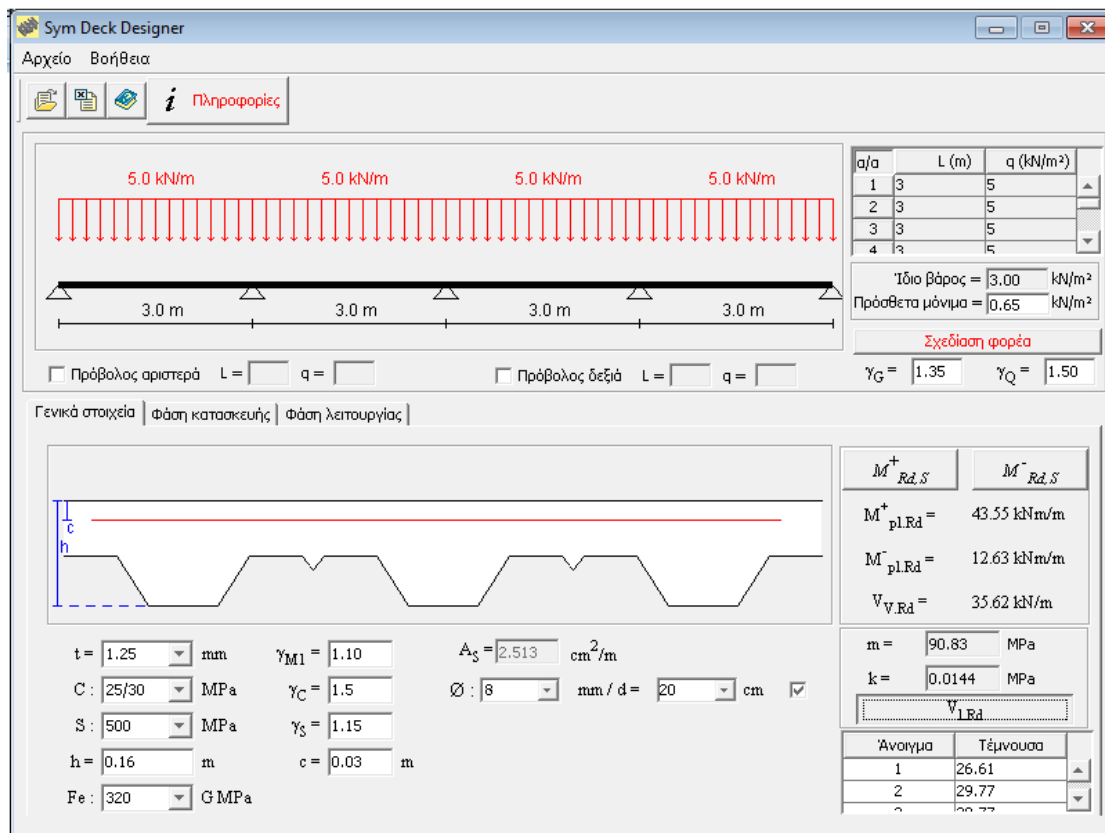 Sym Deck Designer
Αρχείο Βοήθεια
i Πληροφορίες
5.0 kN/m 5.0 kN/m 5.0 kN/m 5.0 kN/m
3.0 m 3.0 m 3.0 m 3.0 m
α/α L (m) q (kN/m²)
1 3 5
2 3 5
3 3 5
4 3 5
Ίδιο βάρος = 3.00 kN/m²
Πρόσθετα μόνιμα = 0.65 kN/m²
Σχεδίαση φορέα
Πρόβολος αριστερά L = q = Πρόβολος δεξιά L = q =
γG = 1.35 γQ = 1.50
Γενικά στοιχεία Φάση κατασκευής Φάση λειτουργίας
c
h
M⁺Rd,S M⁻Rd,S
M⁺pl.Rd = 43.55 kNm/m
M⁻pl.Rd = 12.63 kNm/m
VV.Rd = 35.62 kN/m
t = 1.25 mm γM1 = 1.10 AS = 2.513 cm²/m
C : 25/30 MPa γC = 1.5 Ø : 8 mm / d = 20 cm
S : 500 MPa γS = 1.15
h = 0.16 m c = 0.03 m
Fe : 320 G MPa
m = 90.83 MPa
k = 0.0144 MPa
Vl.Rd
Άνοιγμα Τέμνουσα
1 26.61
2 29.77